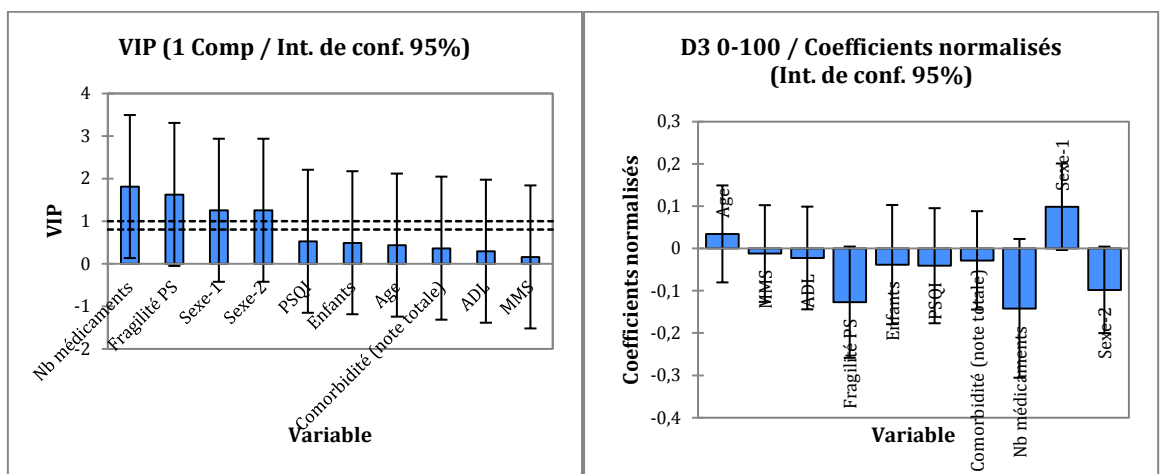 VIP (1 Comp / Int. de conf. 95%)
VIP
4
3
2
1
0
-1
-2
Nb médicaments
Fragilité PS
Sexe-1
Sexe-2
PSQI
Enfants
Age
Comorbidité (note totale)
ADL
MMS
Variable
D3 0-100 / Coefficients normalisés
(Int. de conf. 95%)
Coefficients normalisés
0,3
0,2
0,1
0
-0,1
-0,2
-0,3
-0,4
Age
MMS
ADL
Fragilité PS
Enfants
PSQI
Comorbidité (note totale)
Nb médicaments
Sexe-1
Sexe-2
Variable